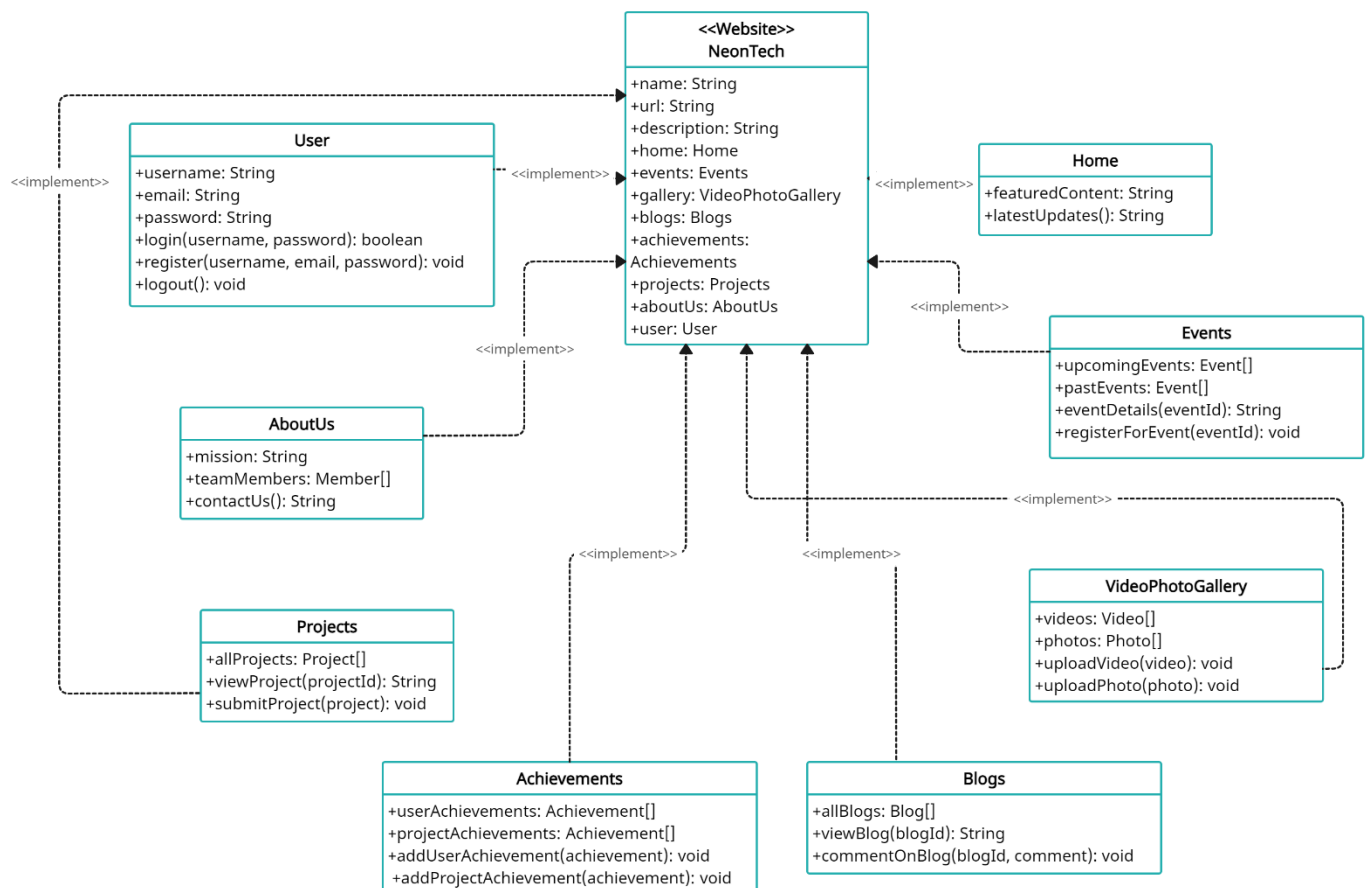 <<Website>>
NeonTech
+name: String
+url: String
+description: String
+home: Home
+events: Events
+gallery: VideoPhotoGallery
+blogs: Blogs
+achievements:
Achievements
+projects: Projects
+aboutUs: AboutUs
+user: User
User
+username: String
+email: String
+password: String
+login(username, password): boolean
+register(username, email, password): void
+logout(): void
<<implement>>
<<implement>>
<<implement>>
Home
+featuredContent: String
+latestUpdates(): String
<<implement>>
Events
+upcomingEvents: Event[]
+pastEvents: Event[]
+eventDetails(eventId): String
+registerForEvent(eventId): void
<<implement>>
AboutUs
+mission: String
+teamMembers: Member[]
+contactUs(): String
<<implement>>
<<implement>>
<<implement>>
VideoPhotoGallery
+videos: Video[]
+photos: Photo[]
+uploadVideo(video): void
+uploadPhoto(photo): void
Projects
+allProjects: Project[]
+viewProject(projectId): String
+submitProject(project): void
Achievements
+userAchievements: Achievement[]
+projectAchievements: Achievement[]
+addUserAchievement(achievement): void
+addProjectAchievement(achievement): void
Blogs
+allBlogs: Blog[]
+viewBlog(blogId): String
+commentOnBlog(blogId, comment): void